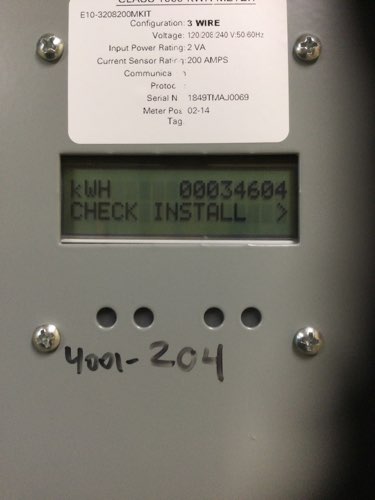 E10-3208200MKIT
Configuration: 3 WIRE
Voltage: 120/208/240 V.50-60Hz
Input Power Rating: 2 VA
Current Sensor Rating: 200 AMPS
Serial N 1849TMAJ0069
Meter Pos 02-14
Tag
kWH 00034604
CHECK INSTALL >
4001-204